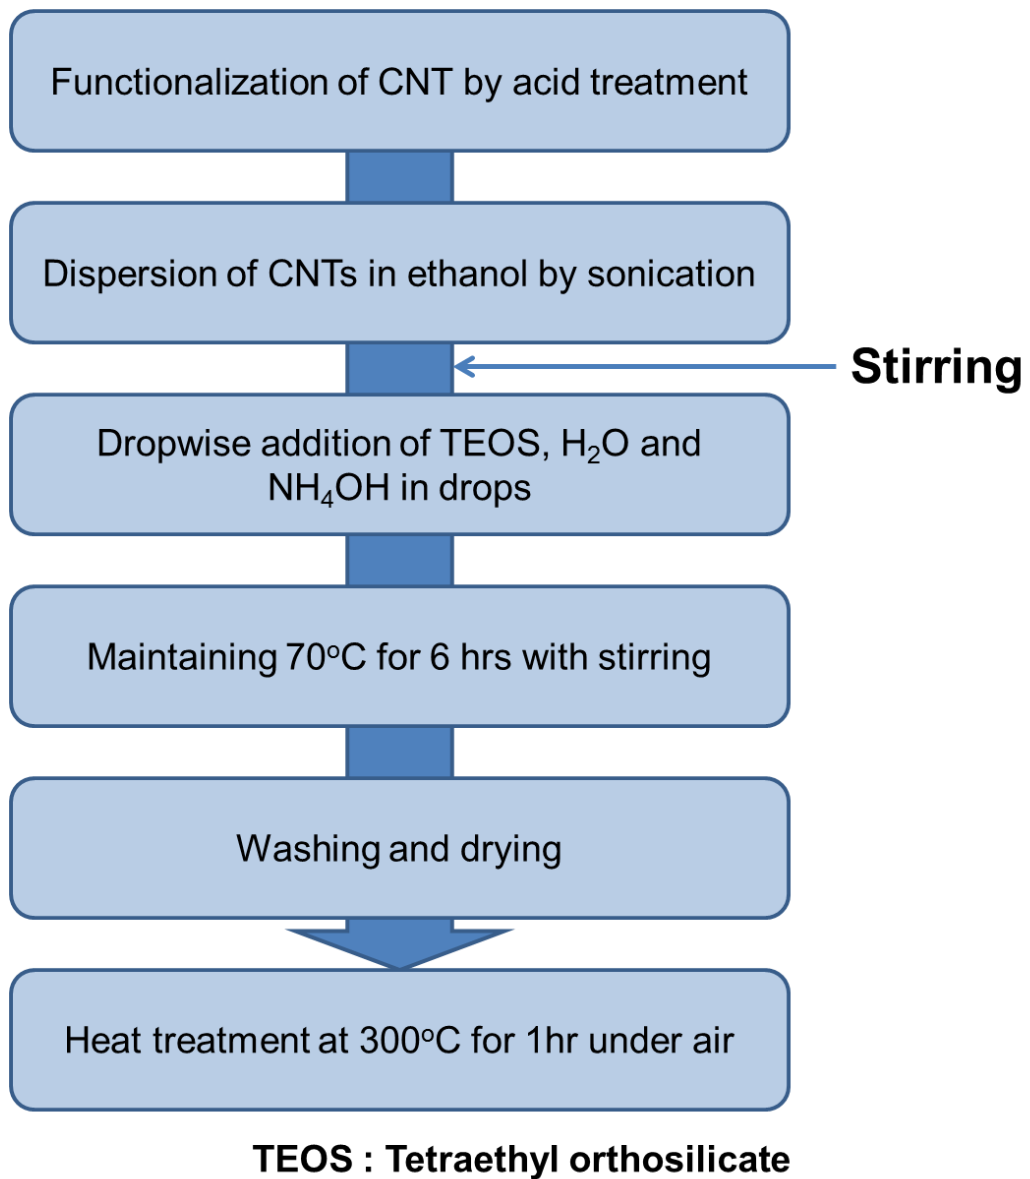 Functionalization of CNT by acid treatment
Dispersion of CNTs in ethanol by sonication
Stirring
Dropwise addition of TEOS, H₂O and
NH₄OH in drops
Maintaining 70ºC for 6 hrs with stirring
Washing and drying
Heat treatment at 300ºC for 1hr under air
TEOS : Tetraethyl orthosilicate